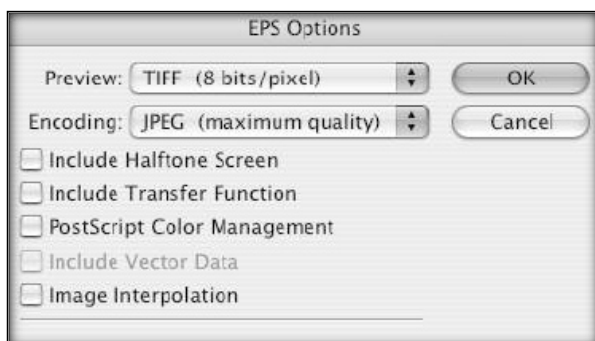 EPS Options
Preview: TIFF (8 bits/pixel) OK
Encoding: JPEG (maximum quality) Cancel
Include Halftone Screen
Include Transfer Function
PostScript Color Management
Include Vector Data
Image Interpolation